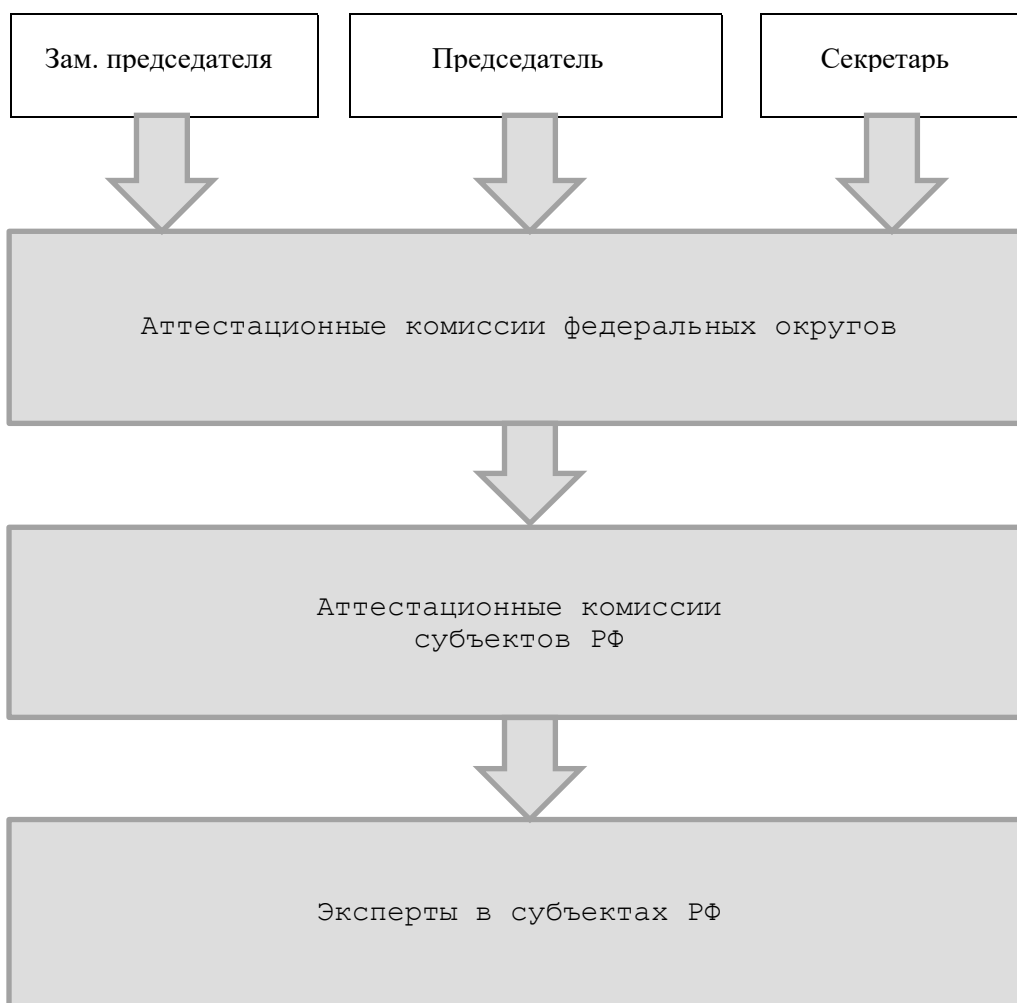 Зам. председателя
Председатель
Секретарь
Аттестационные комиссии федеральных округов
Аттестационные комиссии
субъектов РФ
Эксперты в субъектах РФ